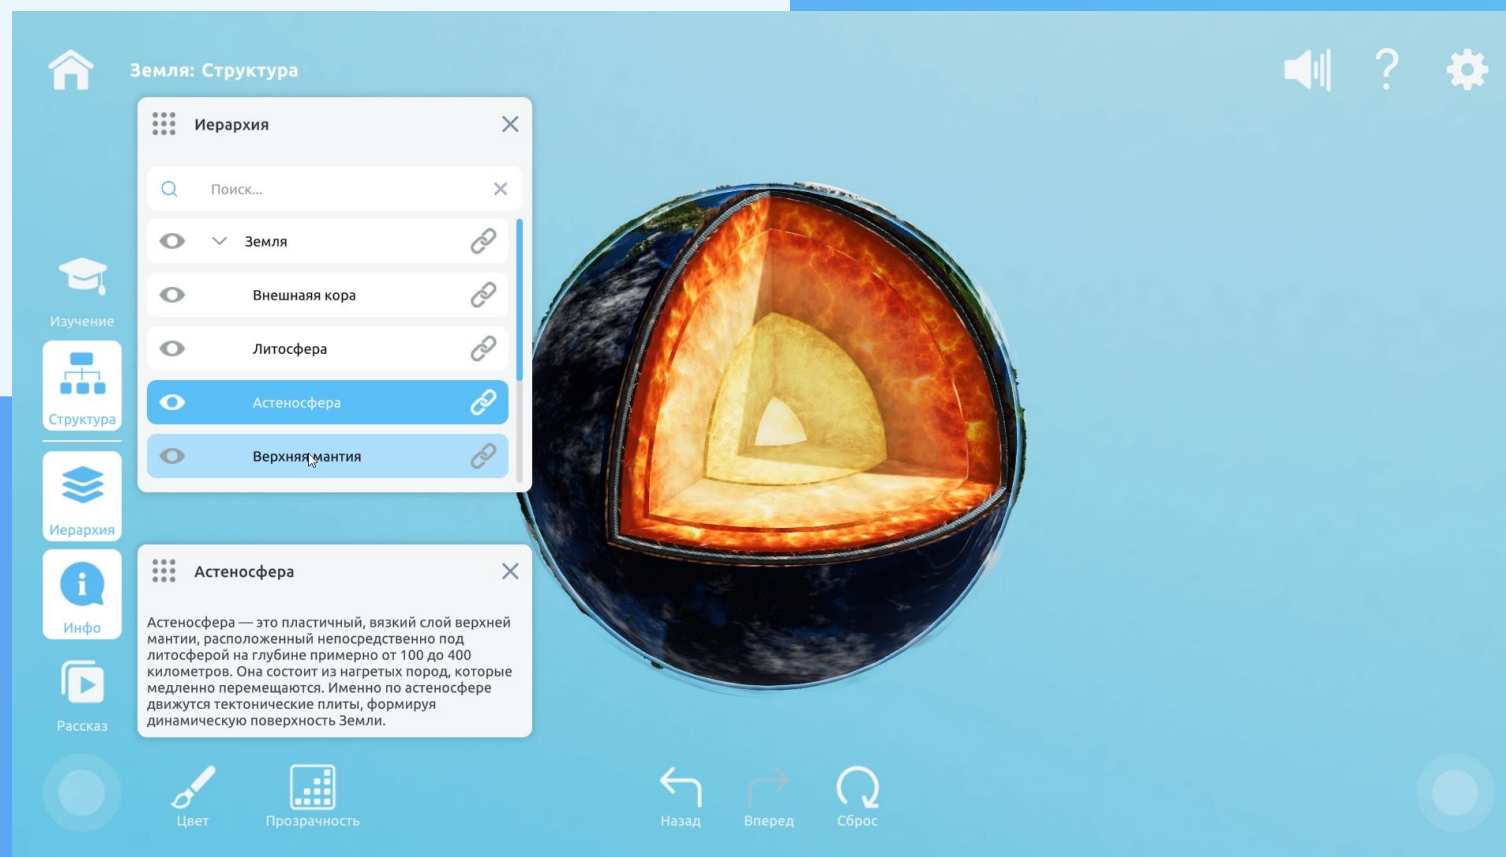 Земля: Структура
Иерархия
Поиск...
Земля
Внешнаяя кора
Литосфера
Астеносфера
Верхняя мантия
Изучение
Структура
Иерархия
Инфо
Рассказ
Астеносфера
Астеносфера — это пластичный, вязкий слой верхней
мантии, расположенный непосредственно под
литосферой на глубине примерно от 100 до 400
километров. Она состоит из нагретых пород, которые
медленно перемещаются. Именно по астеносфере
движутся тектонические плиты, формируя
динамическую поверхность Земли.
Цвет
Прозрачность
Назад
Вперед
Сброс